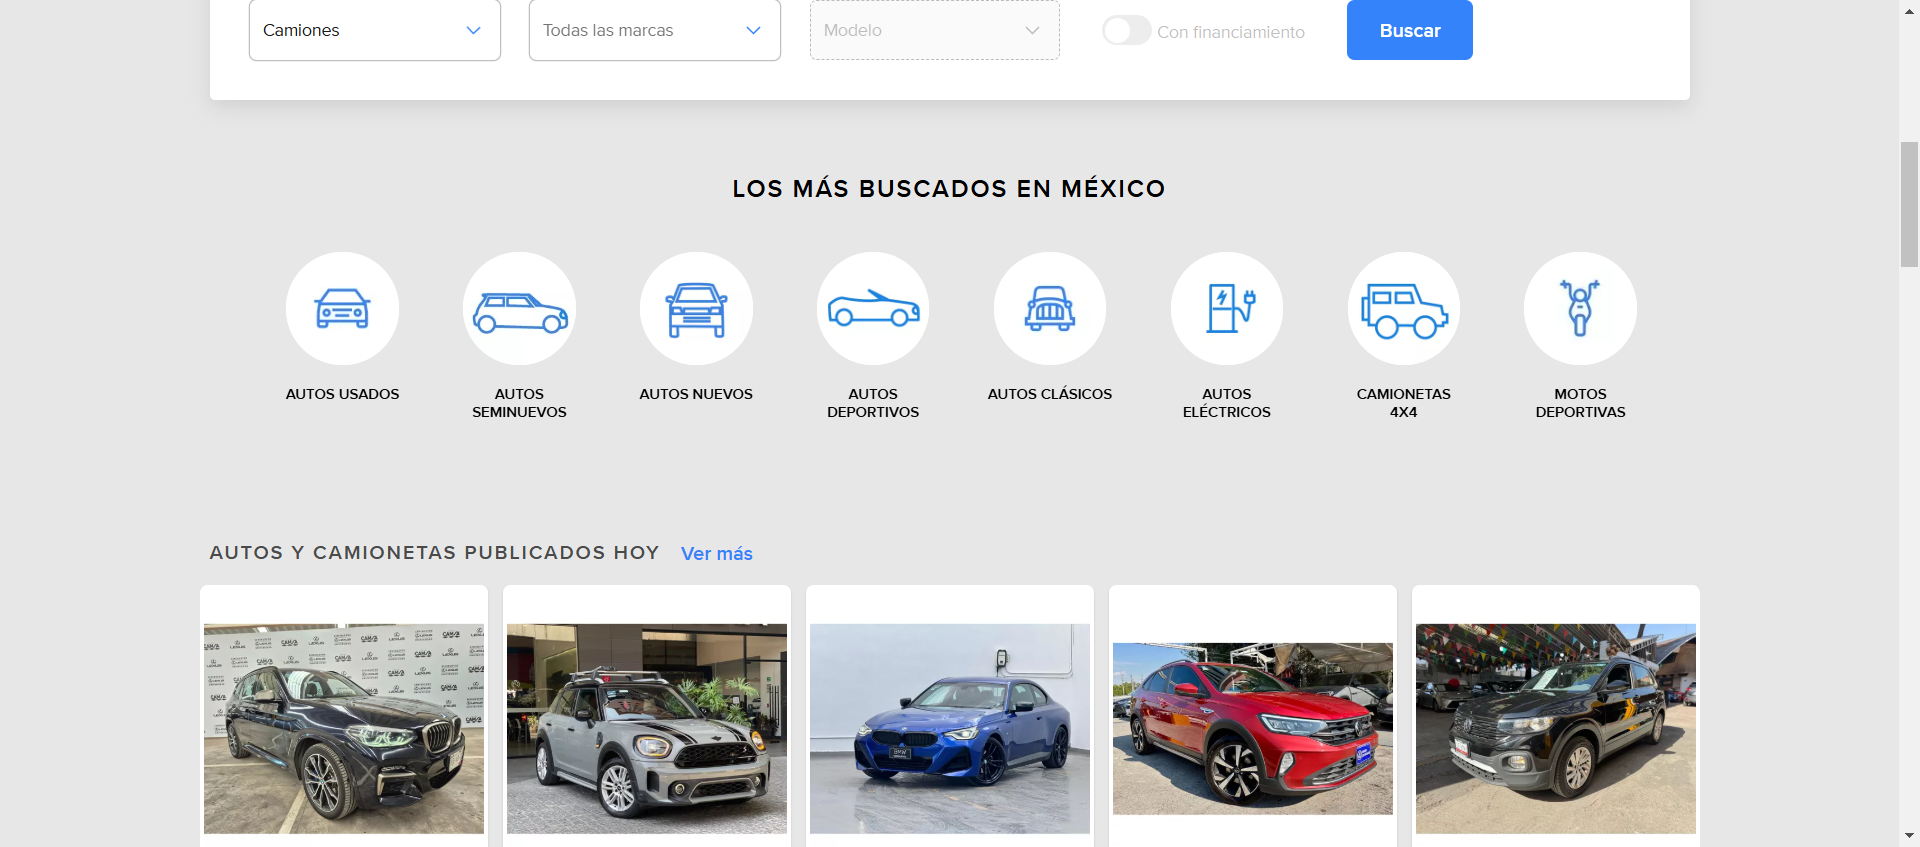 Camiones
Todas las marcas
Modelo
Con financiamiento
Buscar
LOS MÁS BUSCADOS EN MÉXICO
AUTOS USADOS
AUTOS
SEMINUEVOS
AUTOS NUEVOS
AUTOS
DEPORTIVOS
AUTOS CLÁSICOS
AUTOS
ELÉCTRICOS
CAMIONETAS
4X4
MOTOS
DEPORTIVAS
AUTOS Y CAMIONETAS PUBLICADOS HOY
Ver más